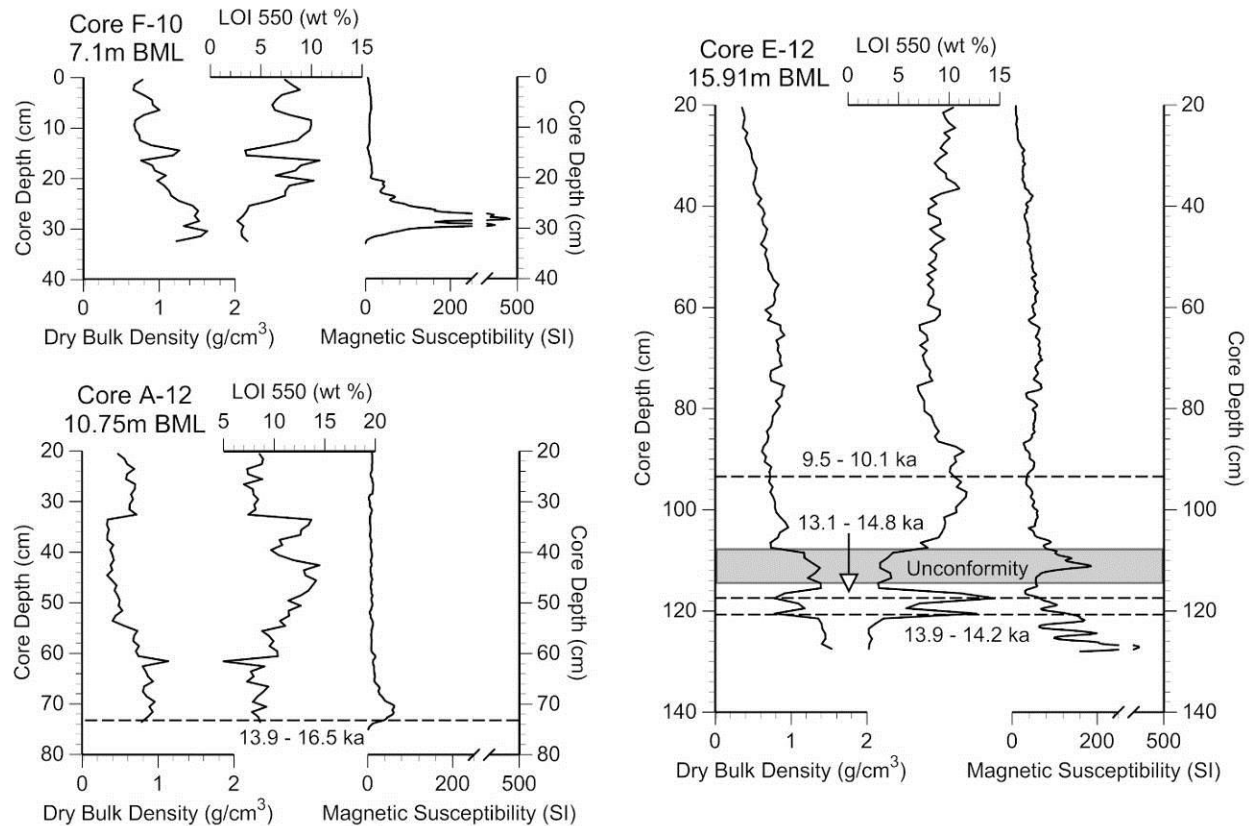 Core F-10
7.1m BML
LOI 550 (wt %)
0 5 10 15
0
10
20
30
40
Core Depth (cm)
0
10
20
30
40
Core Depth (cm)
0 1 2
Dry Bulk Density (g/cm³)
0 200 500
Magnetic Susceptibility (SI)
Core A-12
10.75m BML
LOI 550 (wt %)
5 10 15 20
20
30
40
50
60
70
80
Core Depth (cm)
20
30
40
50
60
70
80
Core Depth (cm)
13.9 - 16.5 ka
0 1 2
Dry Bulk Density (g/cm³)
0 200 500
Magnetic Susceptibility (SI)
Core E-12
15.91m BML
LOI 550 (wt %)
0 5 10 15
20
40
60
80
100
120
140
Core Depth (cm)
20
40
60
80
100
120
140
Core Depth (cm)
9.5 - 10.1 ka
13.1 - 14.8 ka
Unconformity
13.9 - 14.2 ka
0 1 2
Dry Bulk Density (g/cm³)
0 200 500
Magnetic Susceptibility (SI)